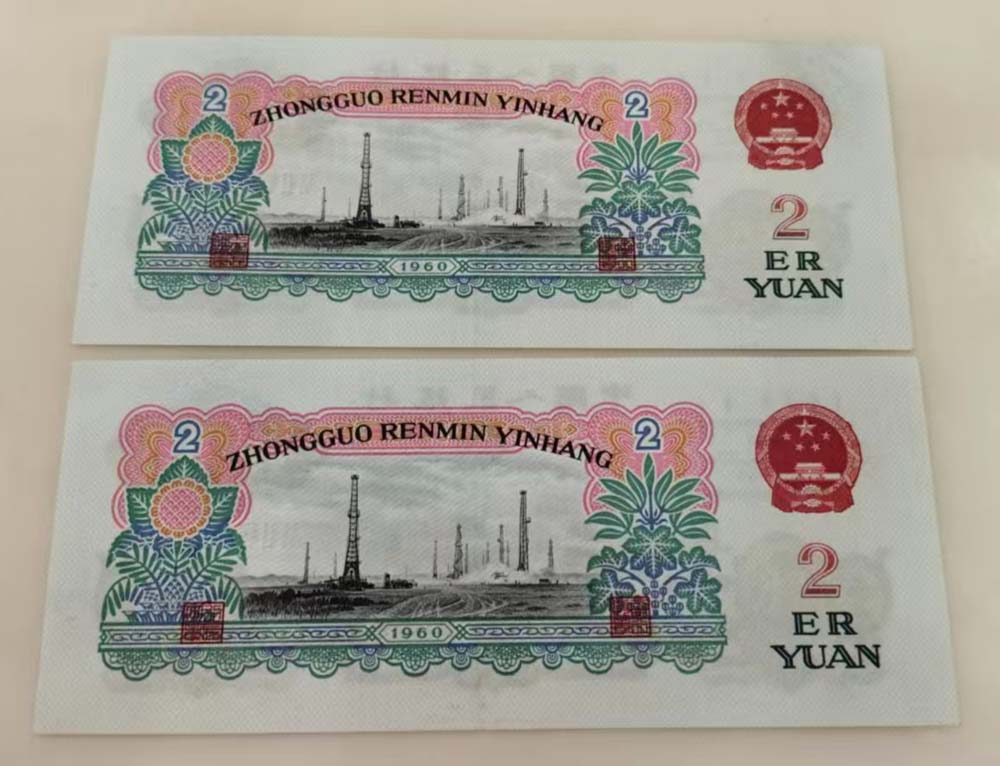 2 ZHONGGUO RENMIN YINHANG 2
2
1960
ER
YUAN
2 ZHONGGUO RENMIN YINHANG 2
2
1960
ER
YUAN